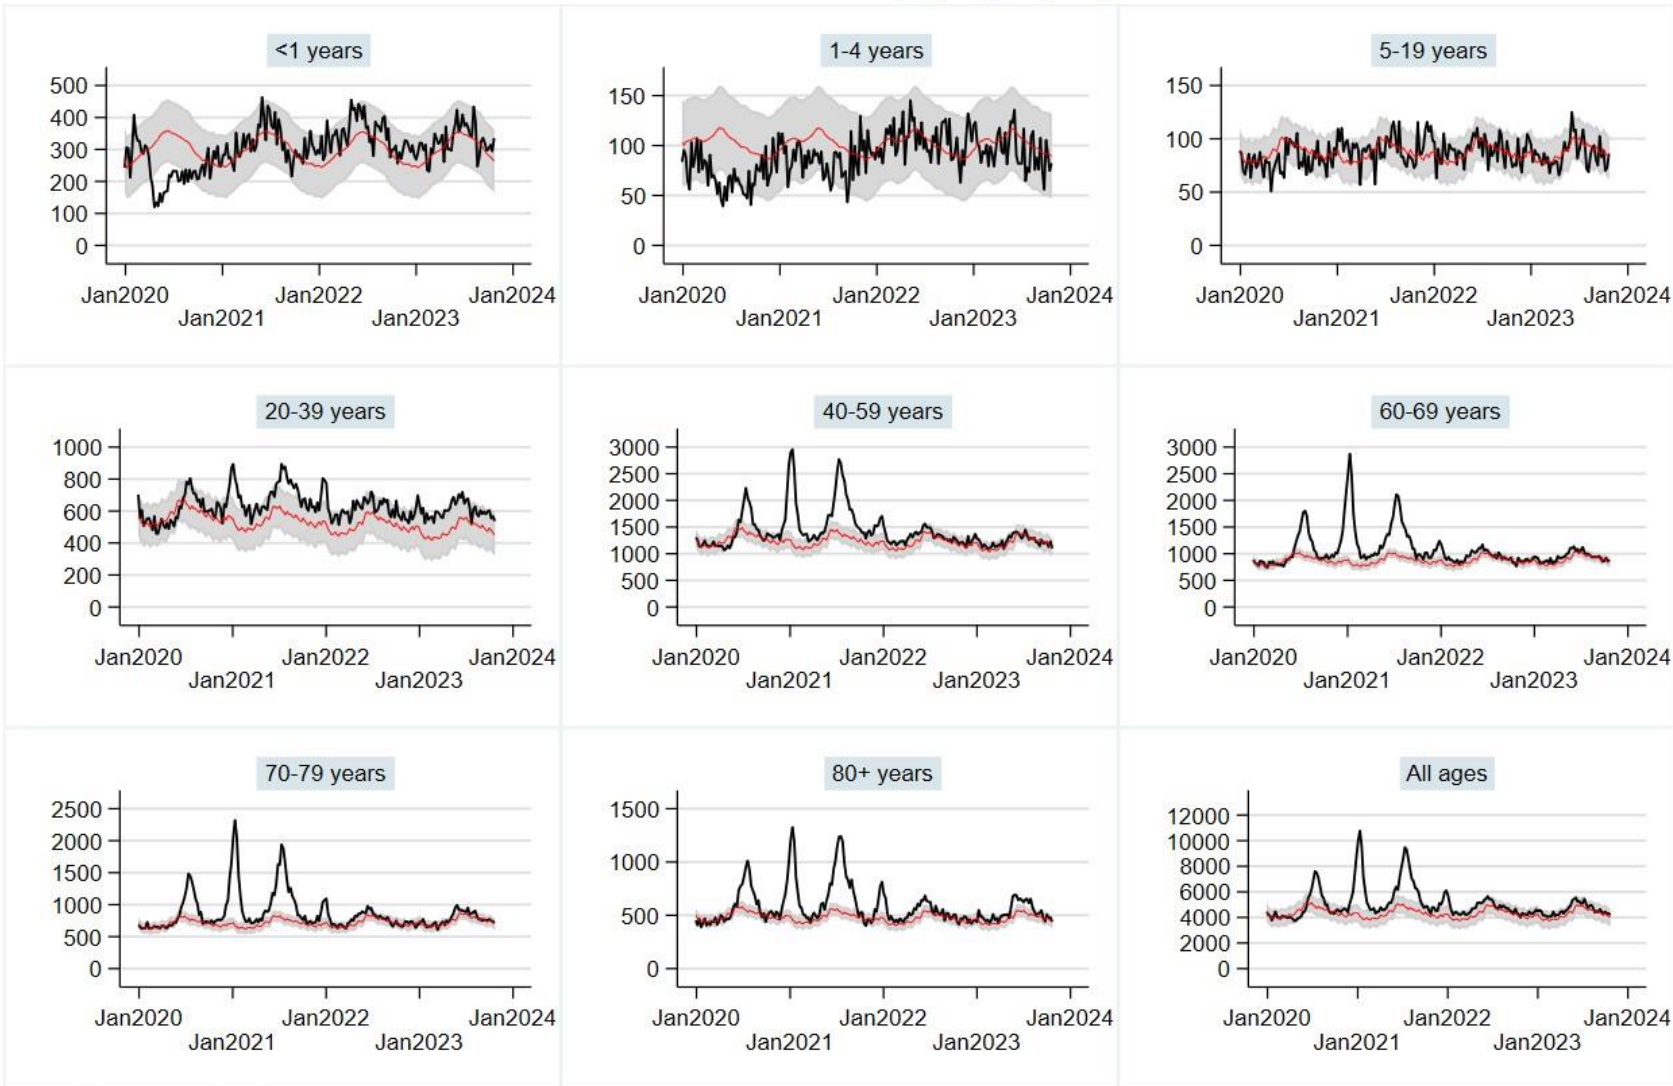 <1 years
500
400
300
200
100
0
Jan2020
Jan2021
Jan2022
Jan2023
Jan2024
1-4 years
150
100
50
0
Jan2020
Jan2021
Jan2022
Jan2023
Jan2024
5-19 years
150
100
50
0
Jan2020
Jan2021
Jan2022
Jan2023
Jan2024
20-39 years
1000
800
600
400
200
0
Jan2020
Jan2021
Jan2022
Jan2023
Jan2024
40-59 years
3000
2500
2000
1500
1000
500
0
Jan2020
Jan2021
Jan2022
Jan2023
Jan2024
60-69 years
3000
2500
2000
1500
1000
500
0
Jan2020
Jan2021
Jan2022
Jan2023
Jan2024
70-79 years
2500
2000
1500
1000
500
0
Jan2020
Jan2021
Jan2022
Jan2023
Jan2024
80+ years
1500
1000
500
0
Jan2020
Jan2021
Jan2022
Jan2023
Jan2024
All ages
12000
10000
8000
6000
4000
2000
0
Jan2020
Jan2021
Jan2022
Jan2023
Jan2024